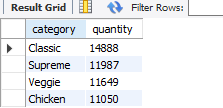 Result Grid Filter Rows:
category quantity
Classic 14888
Supreme 11987
Veggie 11649
Chicken 11050